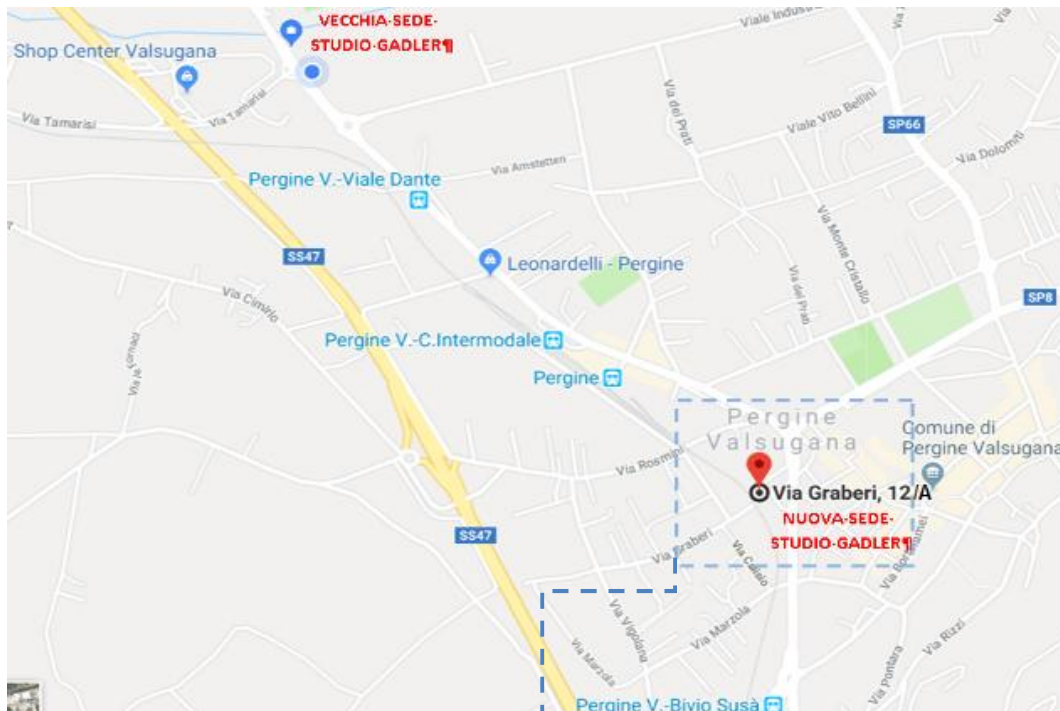 VECCHIA·SEDE·
STUDIO·GADLER¶
Viale Indust
Shop Center Valsugana
Via Tamarisi
Via Tamarisi
Via dei Prati
Viale Vito Bellini
SP66
Via Dolomiti
Via Amstetten
Pergine V.-Viale Dante
SS47
Leonardelli - Pergine
Via Monte Cristallo
Via dei Prati
Via Cimirlo
SP8
Pergine V.-C.Intermodale
Pergine
Pergine
Valsugana
Comune di
Pergine Valsugana
Via Rosmini
Via Graberi, 12/A
NUOVA·SEDE·
STUDIO·GADLER¶
SS47
Via Graberi
Via Marzola
Via Vigolana
Via Marzola
Via Rizzi
Via Pontara
Pergine V.-Bivio Susà